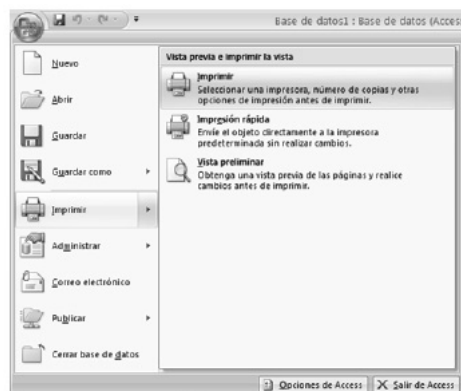 Base de datos1 : Base de datos (Acces
Nuevo
Abrir
Guardar
Guardar como
Imprimir
Administrar
Correo electrónico
Publicar
Cerrar base de datos
Vista previa e imprimir la vista
Imprimir
Seleccionar una impresora, número de copias y otras
opciones de impresión antes de imprimir.
Impresión rápida
Envíe el objeto directamente a la impresora
predeterminada sin realizar cambios.
Vista preliminar
Obtenga una vista previa de las páginas y realice
cambios antes de imprimir.
Opciones de Access
Salir de Access